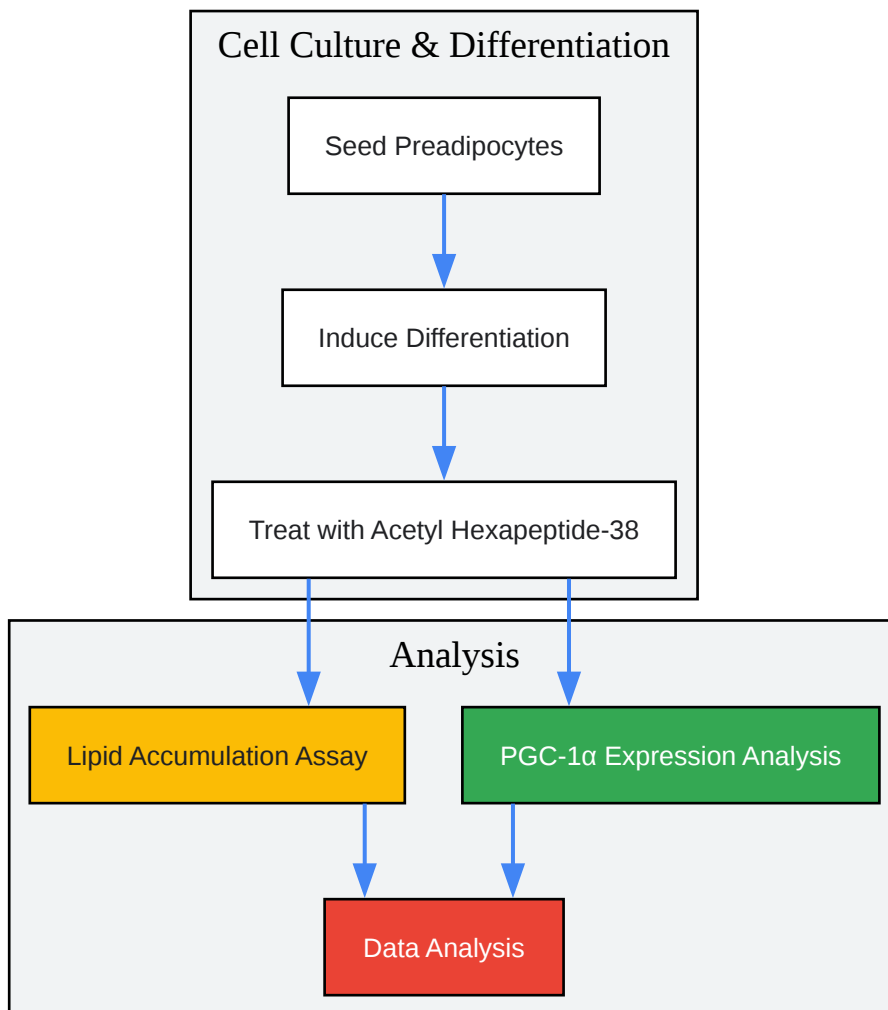 Cell Culture & Differentiation
Seed Preadipocytes
Induce Differentiation
Treat with Acetyl Hexapeptide-38
Analysis
Lipid Accumulation Assay
PGC-1α Expression Analysis
Data Analysis